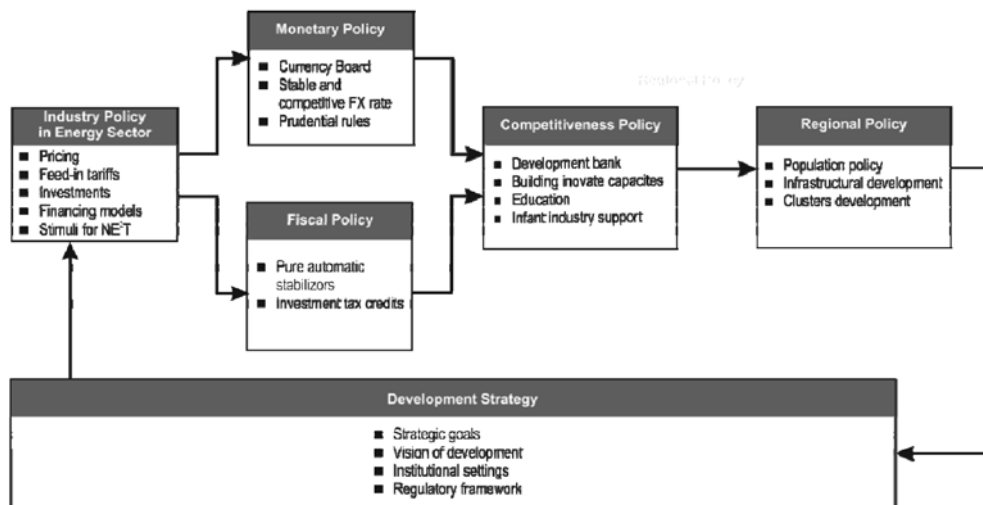 Monetary Policy
Currency Board
Stable and
competitive FX rate
Prudential rules
Regional Policy
Industry Policy
in Energy Sector
Pricing
Feed-in tariffs
Investments
Financing models
Stimuli for NE²T
Fiscal Policy
Pure automatic
stabilizors
Investment tax credits
Competitiveness Policy
Development bank
Building inovate capacites
Education
Infant industry support
Regional Policy
Population policy
Infrastructural development
Clusters development
Development Strategy
Strategic goals
Vision of development
Institutional settings
Regulatory framework